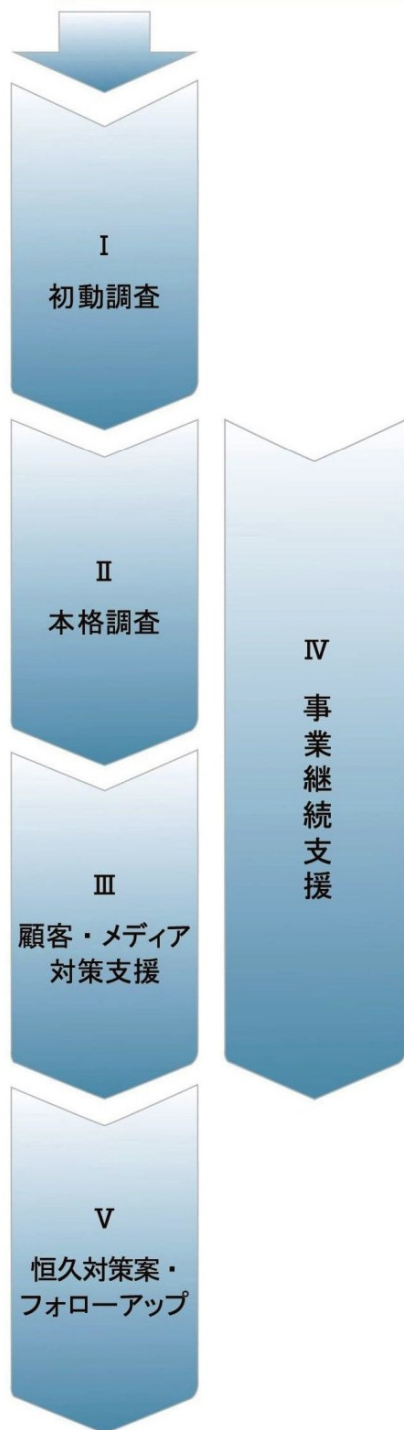 Ⅰ
初動調査
Ⅱ
本格調査
Ⅲ
顧客・メディア
対策支援
Ⅳ
事業継続支援
Ⅴ
恒久対策案・
フォローアップ